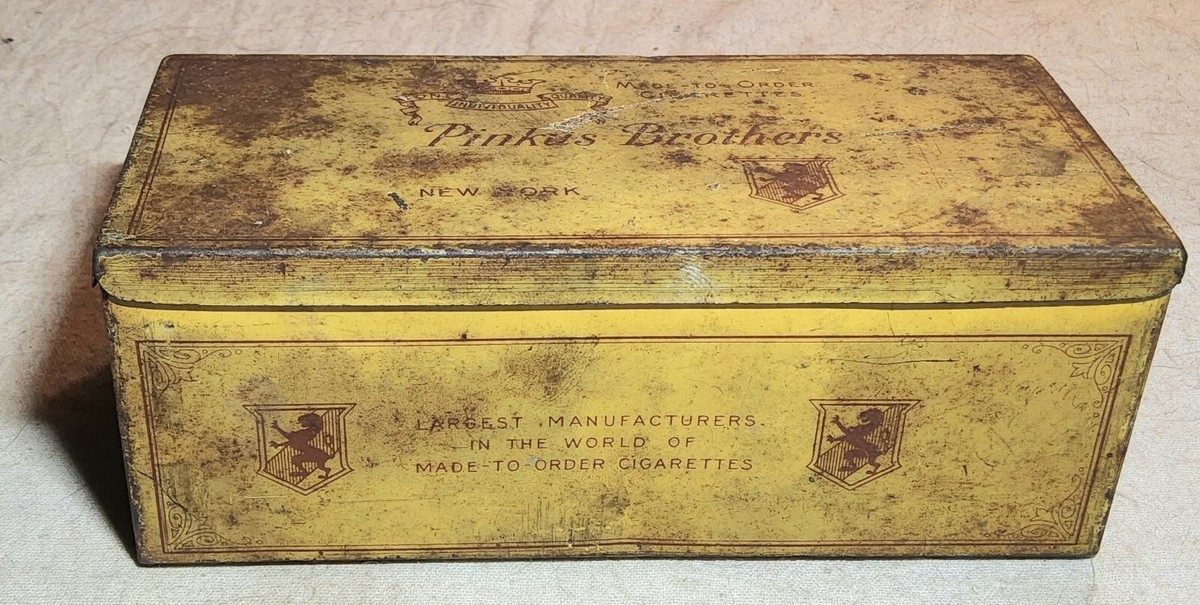 INDIVIDUALITY
MADE-TO-ORDER
CIGARETTES
Pinkus Brothers
NEW YORK
LARGEST MANUFACTURERS
IN THE WORLD OF
MADE-TO-ORDER CIGARETTES